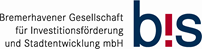 Bremerhavener Gesellschaft
für Investitionsförderung
und Stadtentwicklung mbH
bis